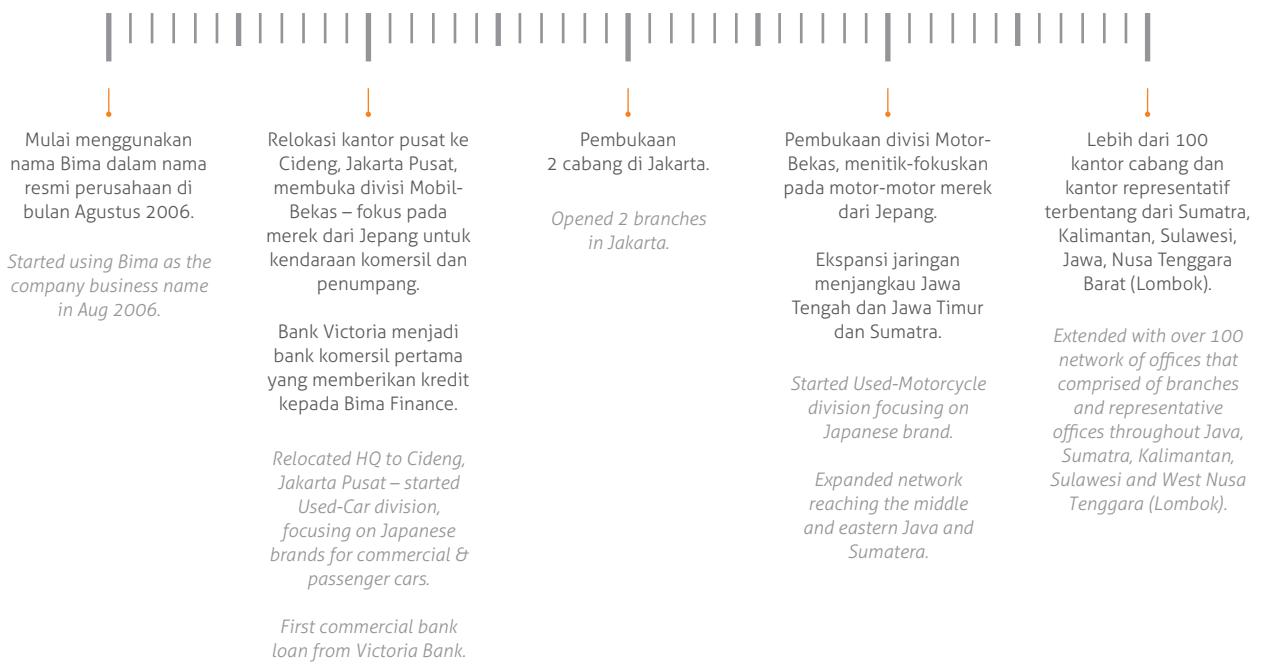 Mulai menggunakan
nama Bima dalam nama
resmi perusahaan di
bulan Agustus 2006.
Started using Bima as the
company business name
in Aug 2006.
Relokasi kantor pusat ke
Cideng, Jakarta Pusat,
membuka divisi Mobil-
Bekas – fokus pada
merek dari Jepang untuk
kendaraan komersil dan
penumpang.
Bank Victoria menjadi
bank komersil pertama
yang memberikan kredit
kepada Bima Finance.
Relocated HQ to Cideng,
Jakarta Pusat – started
Used-Car division,
focusing on Japanese
brands for commercial &
passenger cars.
First commercial bank
loan from Victoria Bank.
Pembukaan
2 cabang di Jakarta.
Opened 2 branches
in Jakarta.
Pembukaan divisi Motor-
Bekas, menitik-fokuskan
pada motor-motor merek
dari Jepang.
Ekspansi jaringan
menjangkau Jawa
Tengah dan Jawa Timur
dan Sumatra.
Started Used-Motorcycle
division focusing on
Japanese brand.
Expanded network
reaching the middle
and eastern Java and
Sumatera.
Lebih dari 100
kantor cabang dan
kantor representatif
terbentang dari Sumatra,
Kalimantan, Sulawesi,
Jawa, Nusa Tenggara
Barat (Lombok).
Extended with over 100
network of offices that
comprised of branches
and representative
offices throughout Java,
Sumatra, Kalimantan,
Sulawesi and West Nusa
Tenggara (Lombok).